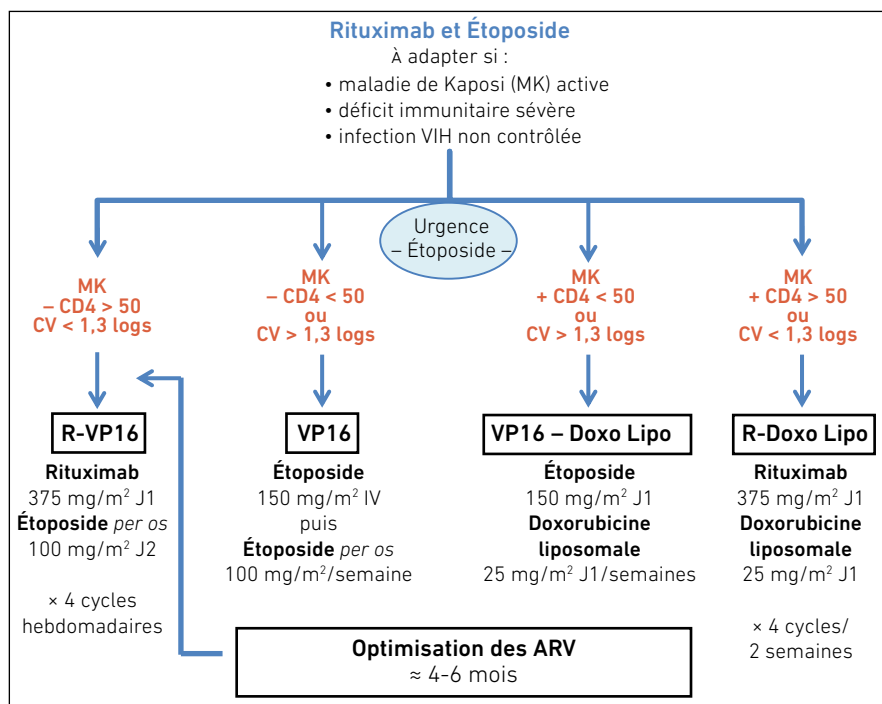 Rituximab et Étoposide
À adapter si :
• maladie de Kaposi (MK) active
• déficit immunitaire sévère
• infection VIH non contrôlée
Urgence
– Étoposide –
MK
– CD4 > 50
CV < 1,3 logs
MK
– CD4 < 50
ou
CV > 1,3 logs
MK
+ CD4 < 50
ou
CV > 1,3 logs
MK
+ CD4 > 50
ou
CV < 1,3 logs
R-VP16
Rituximab
375 mg/m² J1
Étoposide per os
100 mg/m² J2
× 4 cycles
hebdomadaires
VP16
Étoposide
150 mg/m² IV
puis
Étoposide per os
100 mg/m²/semaine
VP16 – Doxo Lipo
Étoposide
150 mg/m² J1
Doxorubicine
liposomale
25 mg/m² J1/semaines
R-Doxo Lipo
Rituximab
375 mg/m² J1
Doxorubicine
liposomale
25 mg/m² J1
× 4 cycles/
2 semaines
Optimisation des ARV
≈ 4-6 mois